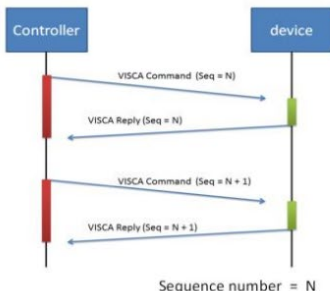 Controller
device
VISCA Command (Seq = N)
VISCA Reply (Seq = N)
VISCA Command (Seq = N + 1)
VISCA Reply (Seq = N + 1)
Sequence number = N